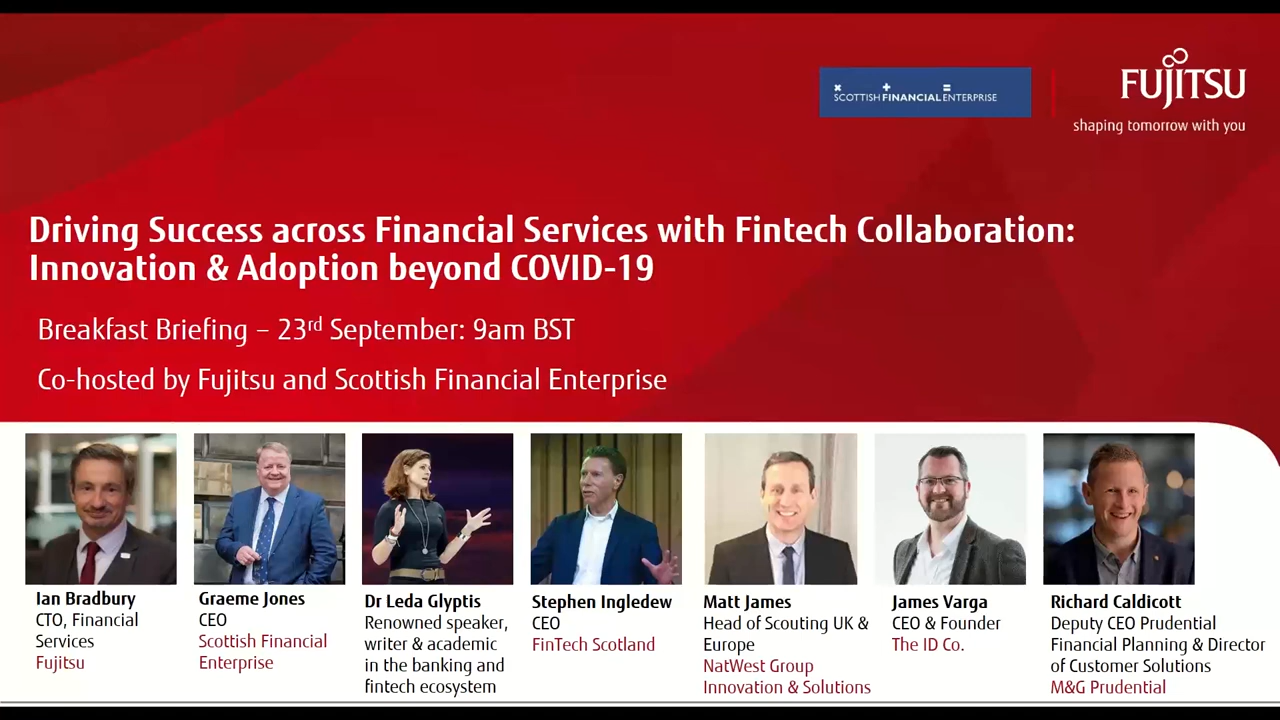 SCOTTISH FINANCIAL ENTERPRISE
FUJITSU
shaping tomorrow with you
Driving Success across Financial Services with Fintech Collaboration:
Innovation & Adoption beyond COVID-19
Breakfast Briefing – 23rd September: 9am BST
Co-hosted by Fujitsu and Scottish Financial Enterprise
Ian Bradbury
CTO, Financial
Services
Fujitsu
Graeme Jones
CEO
Scottish Financial
Enterprise
Dr Leda Glyptis
Renowned speaker,
writer & academic
in the banking and
fintech ecosystem
Stephen Ingledew
CEO
FinTech Scotland
Matt James
Head of Scouting UK &
Europe
NatWest Group
Innovation & Solutions
James Varga
CEO & Founder
The ID Co.
Richard Caldicott
Deputy CEO Prudential
Financial Planning & Director
of Customer Solutions
M&G Prudential